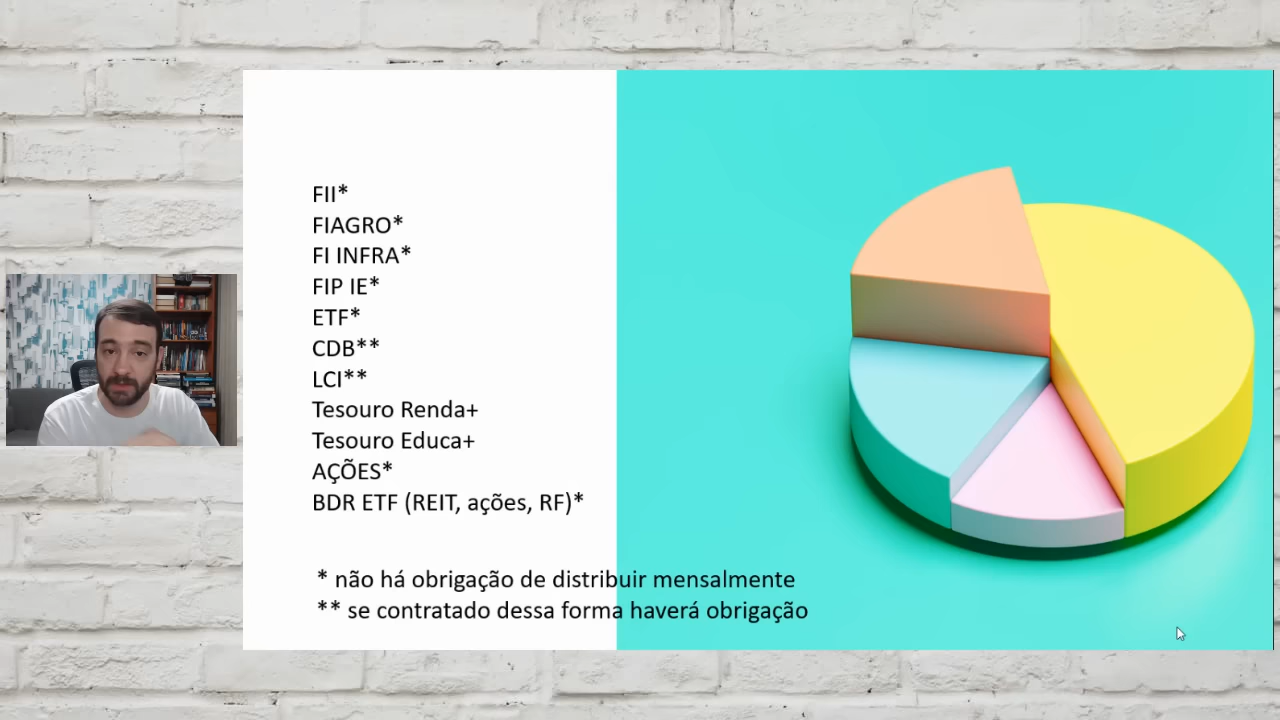 FII*
FIAGRO*
FI INFRA*
FIP IE*
ETF*
CDB**
LCI**
Tesouro Renda+
Tesouro Educa+
AÇÕES*
BDR ETF (REIT, ações, RF)*
* não há obrigação de distribuir mensalmente
** se contratado dessa forma haverá obrigação